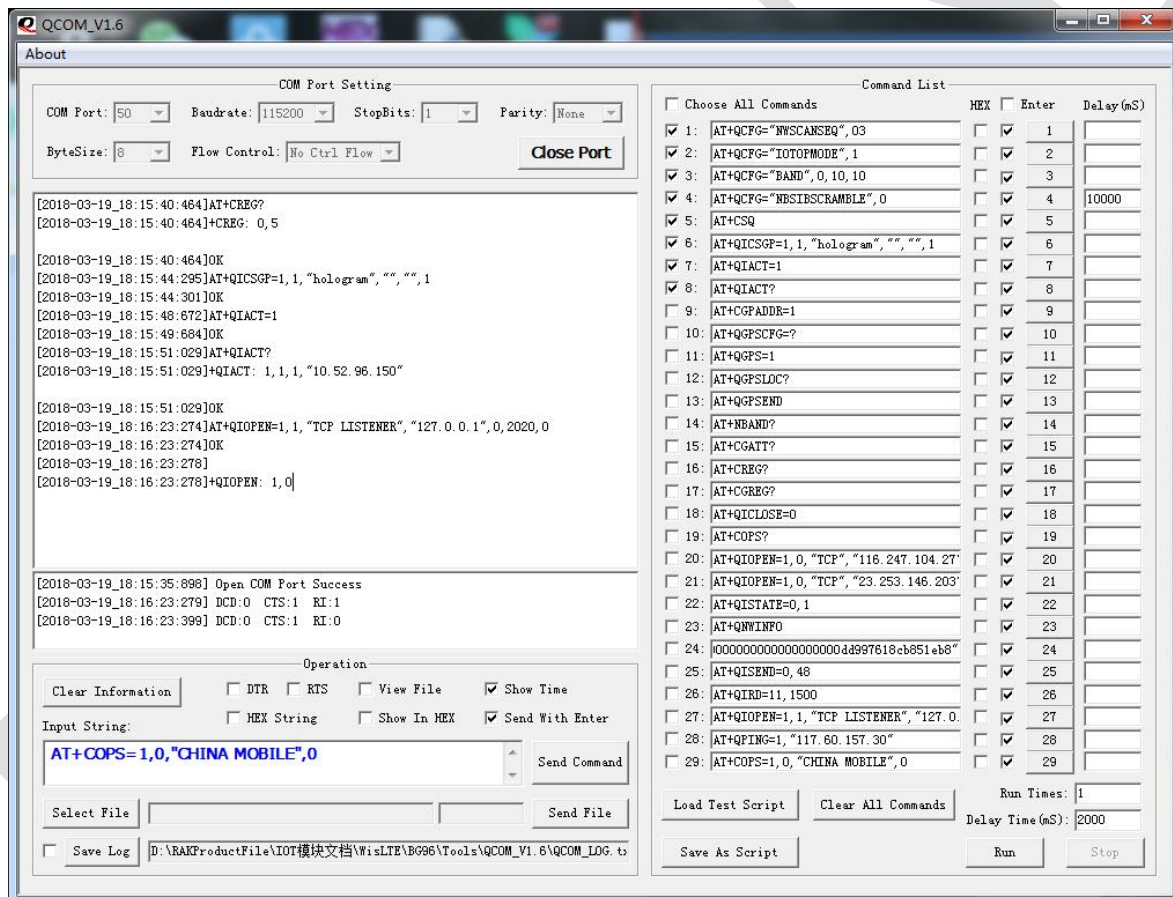 QCOM_V1.6
About
COM Port Setting
COM Port: 50 Baudrate: 115200 StopBits: 1 Parity: None
ByteSize: 8 Flow Control: No Ctrl Flow Close Port
[2018-03-19_18:15:40:464]AT+CREG?
[2018-03-19_18:15:40:464]+CREG: 0,5
[2018-03-19_18:15:40:464]OK
[2018-03-19_18:15:44:295]AT+QICSGP=1,1,"hologram","","",1
[2018-03-19_18:15:44:301]OK
[2018-03-19_18:15:48:672]AT+QIACT=1
[2018-03-19_18:15:49:684]OK
[2018-03-19_18:15:51:029]AT+QIACT?
[2018-03-19_18:15:51:029]+QIACT: 1,1,1,"10.52.96.150"
[2018-03-19_18:15:51:029]OK
[2018-03-19_18:16:23:274]AT+QIOPEN=1,1,"TCP LISTENER","127.0.0.1",0,2020,0
[2018-03-19_18:16:23:274]OK
[2018-03-19_18:16:23:278]
[2018-03-19_18:16:23:278]+QIOPEN: 1,0
[2018-03-19_18:15:35:898] Open COM Port Success
[2018-03-19_18:16:23:279] DCD:0 CTS:1 RI:1
[2018-03-19_18:16:23:399] DCD:0 CTS:1 RI:0
Operation
Clear Information DTR RTS View File Show Time
HEX String Show In HEX Send With Enter
Input String:
AT+COPS=1,0,"CHINA MOBILE",0
Send Command
Select File Send File
Save Log D:\RAKProductFile\IOT模块文档\WisLTE\BG96\Tools\QCOM_V1.6\QCOM_LOG.tx
Command List
Choose All Commands HEX Enter Delay(mS)
1: AT+QCFG="NWSCANSEQ",03 1
2: AT+QCFG="IOTOPMODE",1 2
3: AT+QCFG="BAND",0,10,10 3
4: AT+QCFG="NBSIBSCRAMBLE",0 4 10000
5: AT+CSQ 5
6: AT+QICSGP=1,1,"hologram","","",1 6
7: AT+QIACT=1 7
8: AT+QIACT? 8
9: AT+CGPADDR=1 9
10: AT+QGPSCFG=? 10
11: AT+QGPS=1 11
12: AT+QGPSLOC? 12
13: AT+QGPSEND 13
14: AT+NBAND? 14
15: AT+CGATT? 15
16: AT+CREG? 16
17: AT+CGREG? 17
18: AT+QICLOSE=0 18
19: AT+COPS? 19
20: AT+QIOPEN=1,0,"TCP","116.247.104.27" 20
21: AT+QIOPEN=1,0,"TCP","23.253.146.203" 21
22: AT+QISTATE=0,1 22
23: AT+QNWINFO 23
24: 0000000000000000000dd997618cb851eb8" 24
25: AT+QISEND=0,48 25
26: AT+QIRD=11,1500 26
27: AT+QIOPEN=1,1,"TCP LISTENER","127.0. 27
28: AT+QPING=1,"117.60.157.30" 28
29: AT+COPS=1,0,"CHINA MOBILE",0 29
Load Test Script Clear All Commands Run Times: 1
Delay Time(mS): 2000
Save As Script Run Stop